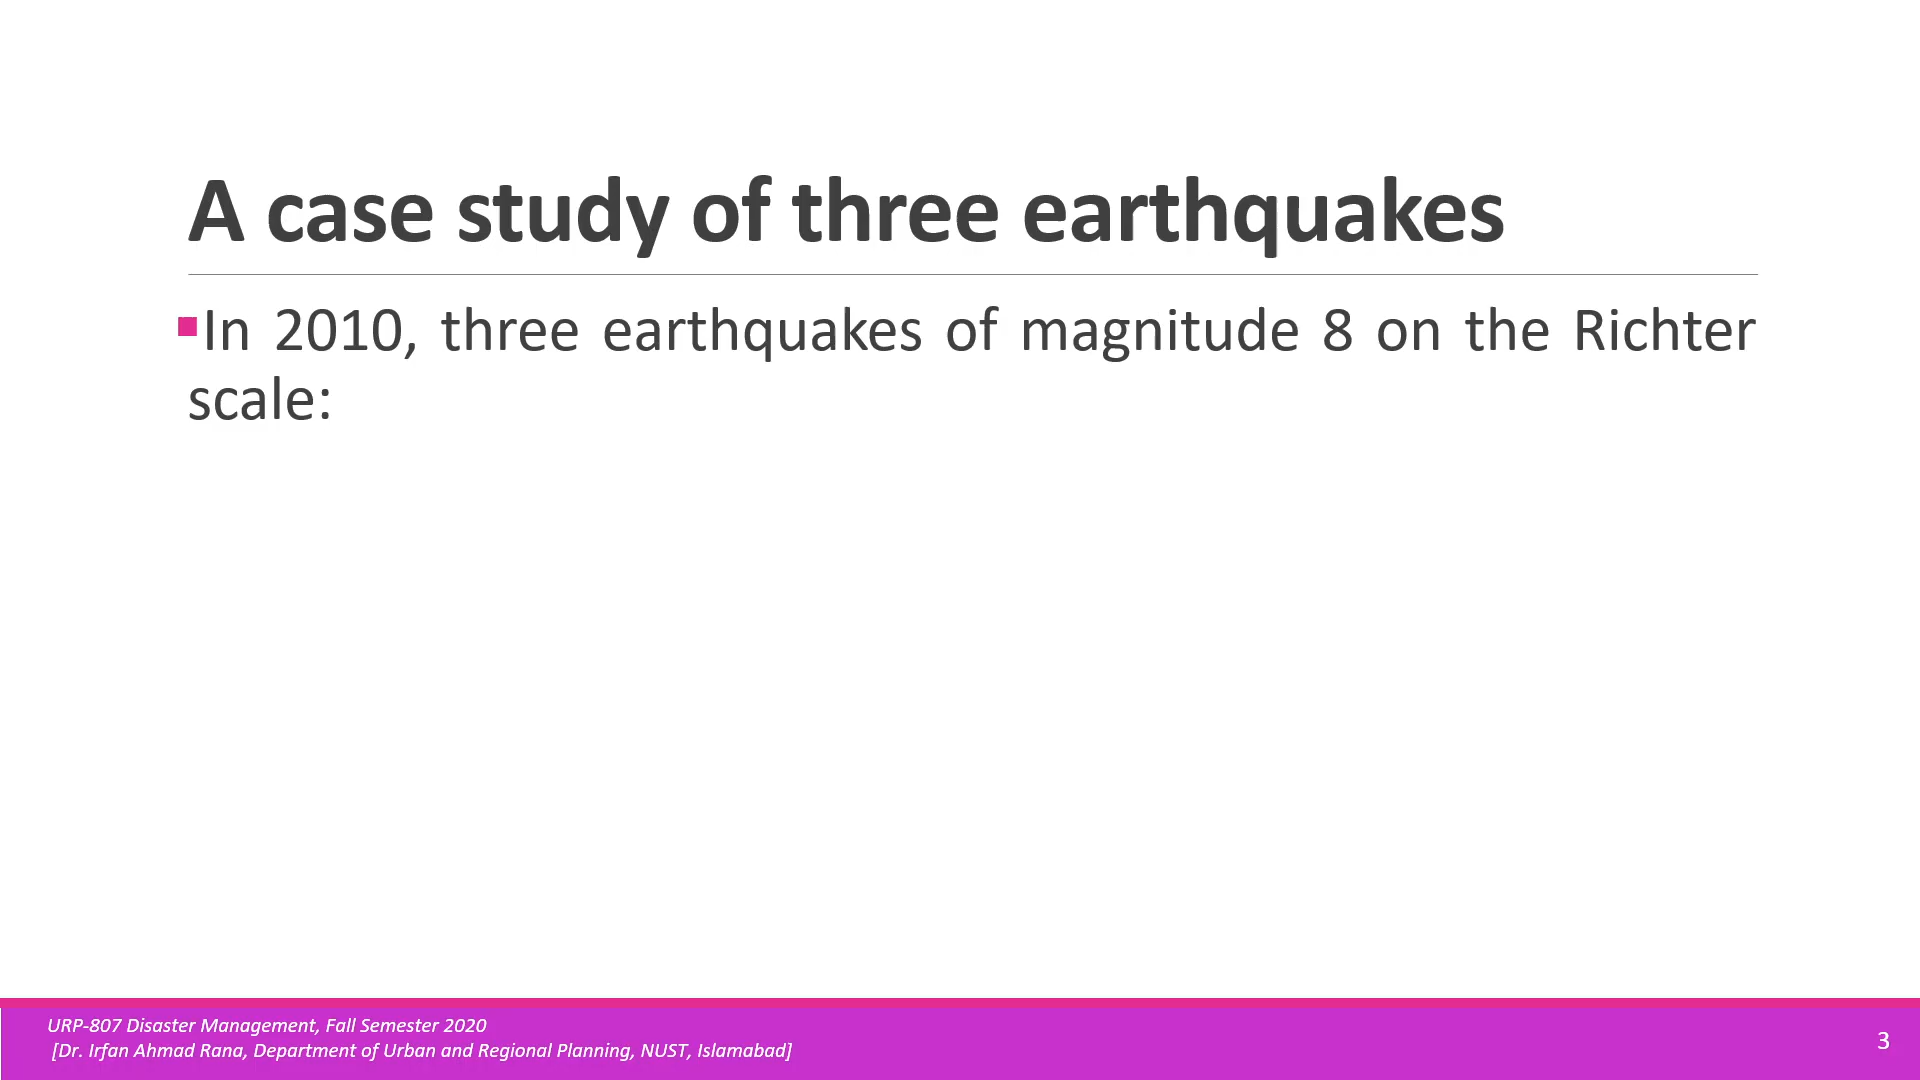 A case study of three earthquakes
▪In 2010, three earthquakes of magnitude 8 on the Richter
scale:
URP-807 Disaster Management, Fall Semester 2020
[Dr. Irfan Ahmad Rana, Department of Urban and Regional Planning, NUST, Islamabad]
3